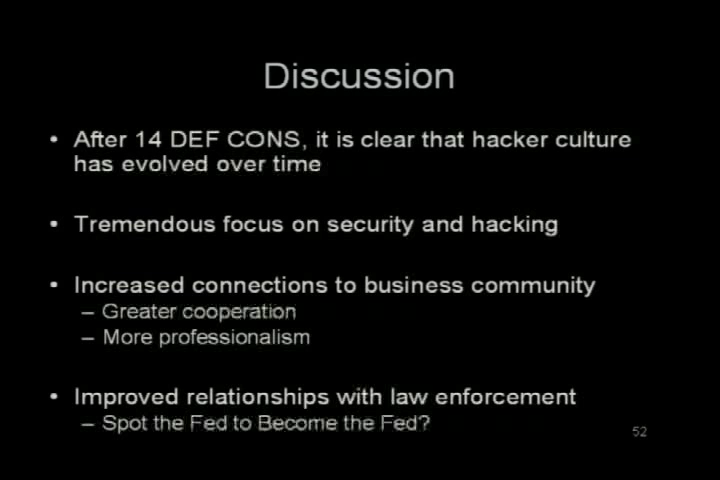 Discussion
• After 14 DEF CONS, it is clear that hacker culture
has evolved over time
• Tremendous focus on security and hacking
• Increased connections to business community
– Greater cooperation
– More professionalism
• Improved relationships with law enforcement
– Spot the Fed to Become the Fed?
52